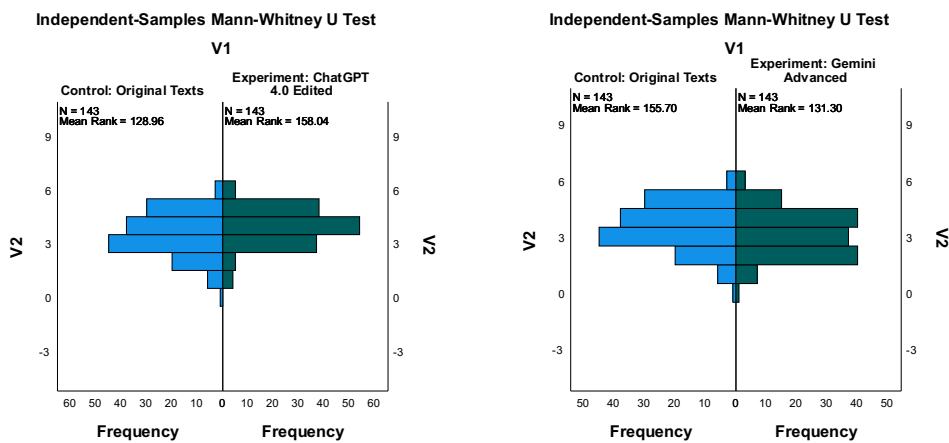 Independent-Samples Mann-Whitney U Test
V1
Control: Original Texts
Experiment: ChatGPT
4.0 Edited
N = 143
Mean Rank = 128.96
N = 143
Mean Rank = 158.04
9
6
3
0
-3
V2
9
6
3
0
-3
V2
60 50 40 30 20 10 0 10 20 30 40 50 60
Frequency
Frequency
Independent-Samples Mann-Whitney U Test
V1
Control: Original Texts
Experiment: Gemini
Advanced
N = 143
Mean Rank = 155.70
N = 143
Mean Rank = 131.30
9
6
3
0
-3
V2
9
6
3
0
-3
V2
50 40 30 20 10 0 10 20 30 40 50
Frequency
Frequency